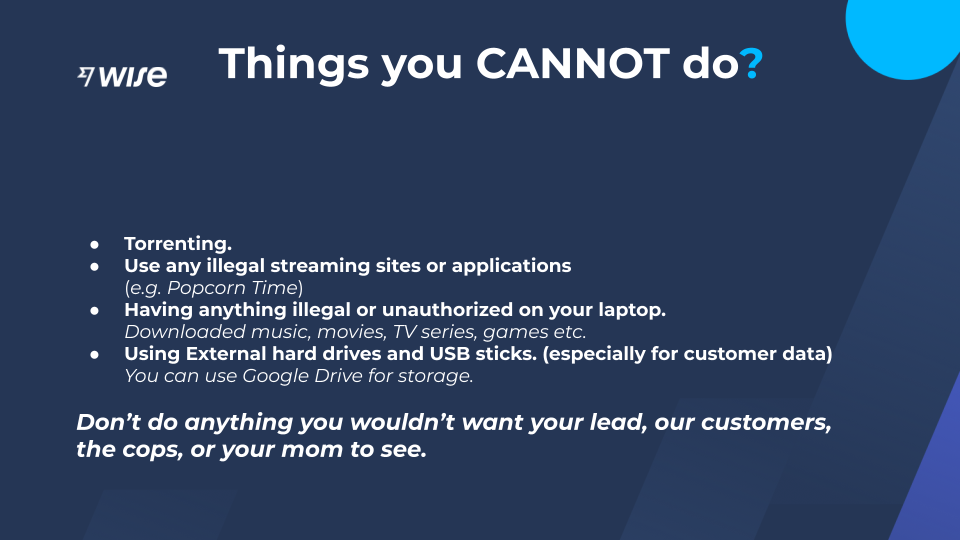 Things you CANNOT do?
wise
● Torrenting.
● Use any illegal streaming sites or applications
(e.g. Popcorn Time)
● Having anything illegal or unauthorized on your laptop.
Downloaded music, movies, TV series, games etc.
● Using External hard drives and USB sticks. (especially for customer data)
You can use Google Drive for storage.
Don’t do anything you wouldn’t want your lead, our customers,
the cops, or your mom to see.